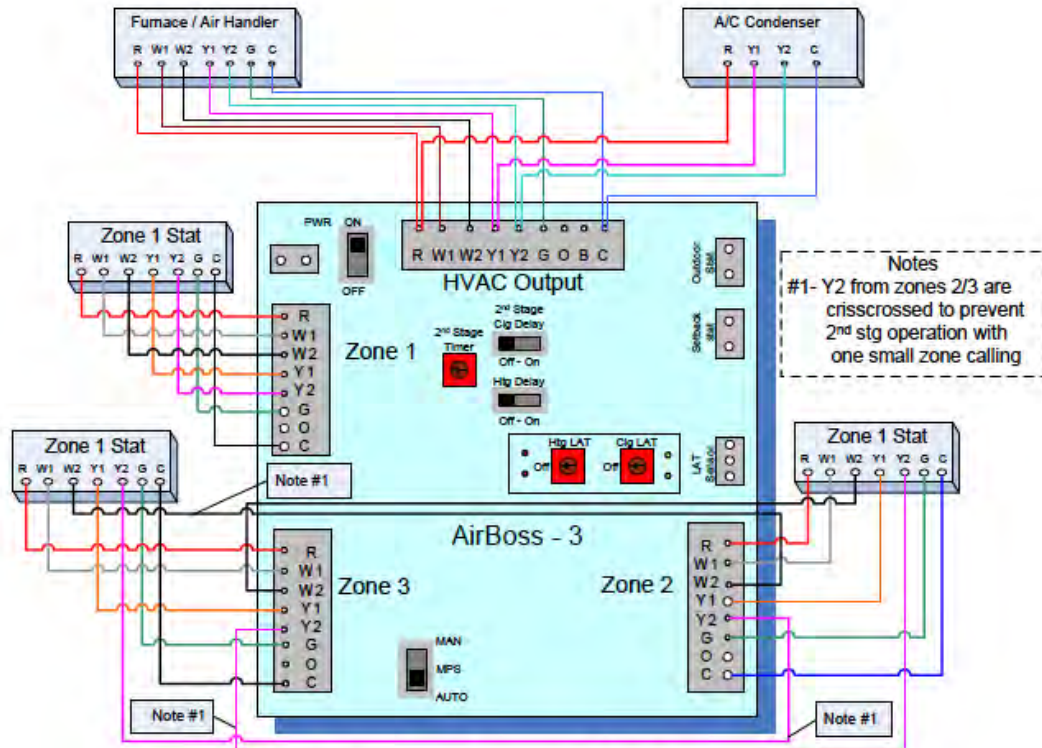 Furnace / Air Handler
R W1 W2 Y1 Y2 G C
A/C Condenser
R Y1 Y2 C
PWR
ON
OFF
R W1 W2 Y1 Y2 G O B C
HVAC Output
Zone 1 Stat
R W1 W2 Y1 Y2 G C
R
W1
W2
Y1
Y2
G
O
C
Zone 1
2nd Stage
Timer
2nd Stage
Clg Delay
Off - On
Htg Delay
Off - On
Outdoor
Stat
Setback
stat
Notes
#1- Y2 from zones 2/3 are
crisscrossed to prevent
2nd stg operation with
one small zone calling
Htg LAT
Off
Clg LAT
Off
LAT
Sensor
Zone 1 Stat
R W1 W2 Y1 Y2 G C
Note #1
Zone 1 Stat
R W1 W2 Y1 Y2 G C
AirBoss - 3
R
W1
W2
Y1
Y2
G
O
C
Zone 3
Zone 2
R
W1
W2
Y1
Y2
G
O
C
MAN
MPS
AUTO
Note #1
Note #1